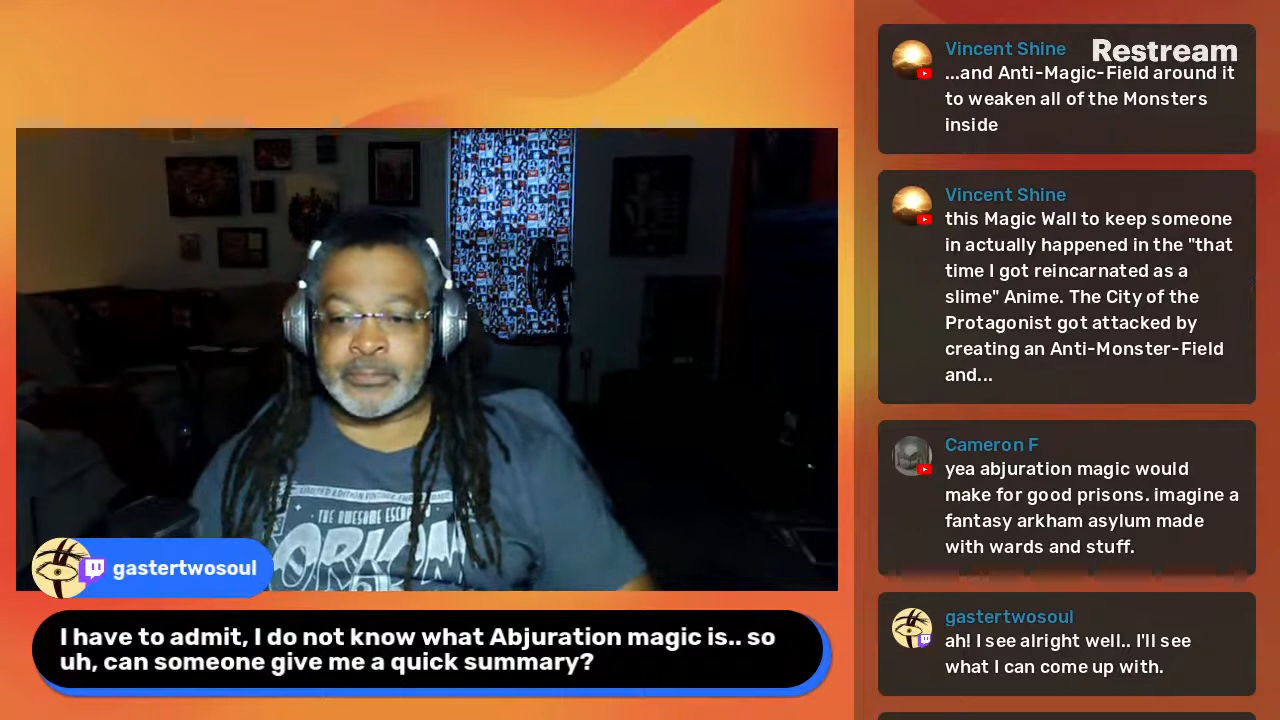 Restream
Vincent Shine
...and Anti-Magic-Field around it
to weaken all of the Monsters
inside
Vincent Shine
this Magic Wall to keep someone
in actually happened in the "that
time I got reincarnated as a
slime" Anime. The City of the
Protagonist got attacked by
creating an Anti-Monster-Field
and...
Cameron F
yea abjuration magic would
make for good prisons. imagine a
fantasy arkham asylum made
with wards and stuff.
gastertwosoul
ah! I see alright well.. I'll see
what I can come up with.
THE AWESOME
ORION
gastertwosoul
I have to admit, I do not know what Abjuration magic is.. so
uh, can someone give me a quick summary?